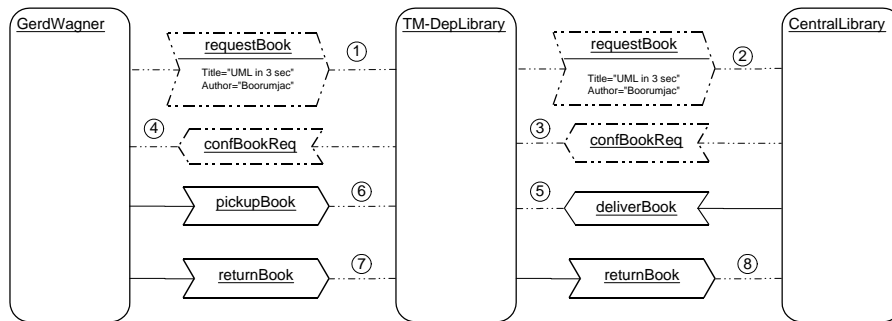 GerdWagner
TM-DepLibrary
CentralLibrary
requestBook
Title="UML in 3 sec"
Author="Boorumjac"
1
requestBook
Title="UML in 3 sec"
Author="Boorumjac"
2
4
confBookReq
3
confBookReq
pickupBook
6
5
deliverBook
returnBook
7
returnBook
8